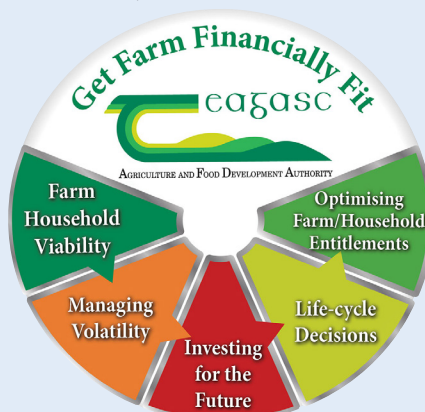 Get Farm Financially Fit
teagasc
Agriculture and Food Development Authority
Farm
Household
Viability
Managing
Volatility
Investing
for the
Future
Life-cycle
Decisions
Optimising
Farm/Household
Entitlements